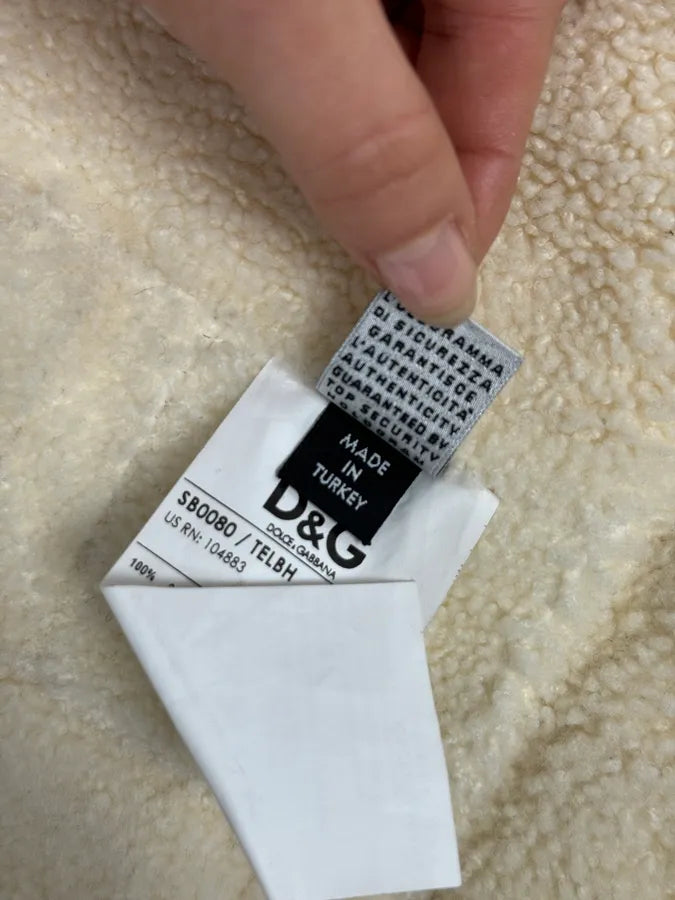 DI SICUREZZA
GARANTISCE
L'AUTENTICITÀ
AUTHENTICITY
GUARANTEED BY
TOP SECURITY
MADE
IN
TURKEY
D&G
DOLCE & GABBANA
SB0080 / TELBH
US RN: 104883
100%